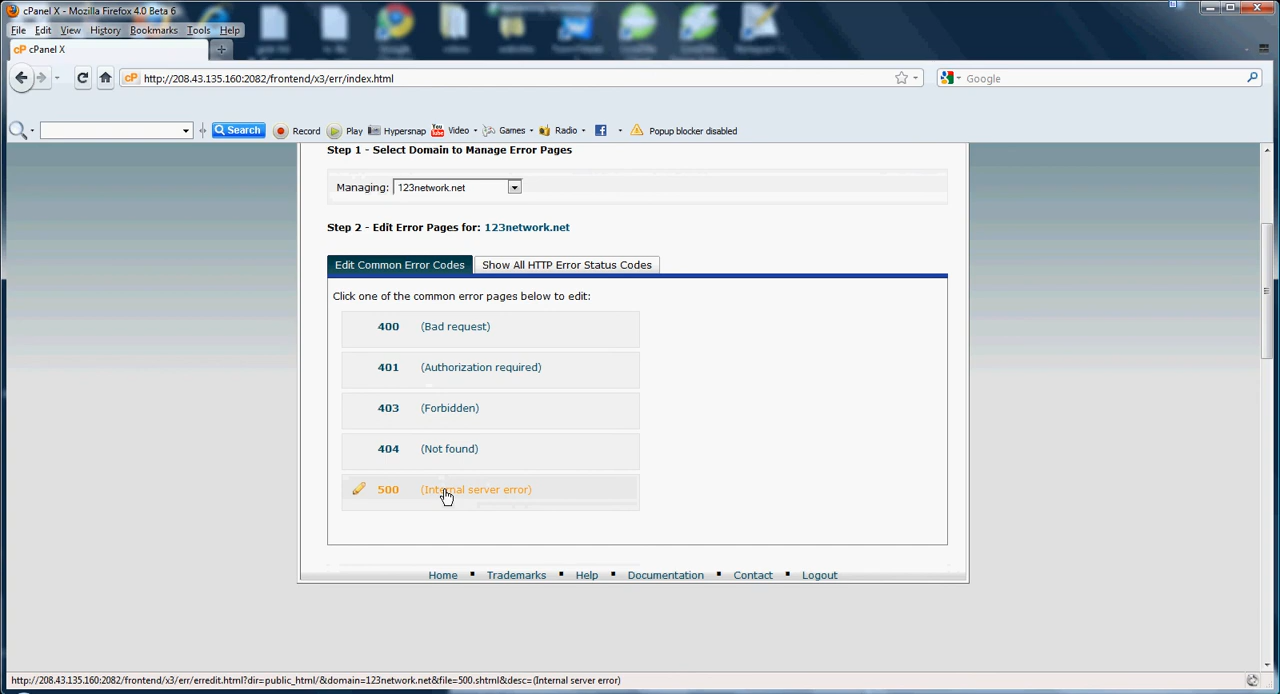 cPanel X - Mozilla Firefox 4.0 Beta 6
File Edit View History Bookmarks Tools Help
cP cPanel X
cP http://208.43.135.160:2082/frontend/x3/err/index.html
Google
Search Record Play Hypersnap You Tube Video Games Radio Popup blocker disabled
Step 1 - Select Domain to Manage Error Pages
Managing: 123network.net
Step 2 - Edit Error Pages for: 123network.net
Edit Common Error Codes Show All HTTP Error Status Codes
Click one of the common error pages below to edit:
400 (Bad request)
401 (Authorization required)
403 (Forbidden)
404 (Not found)
500 (Internal server error)
Home ▪ Trademarks ▪ Help ▪ Documentation ▪ Contact ▪ Logout
http://208.43.135.160:2082/frontend/x3/err/erredit.html?dir=public_html/&domain=123network.net&file=500.shtml&desc=(Internal server error)